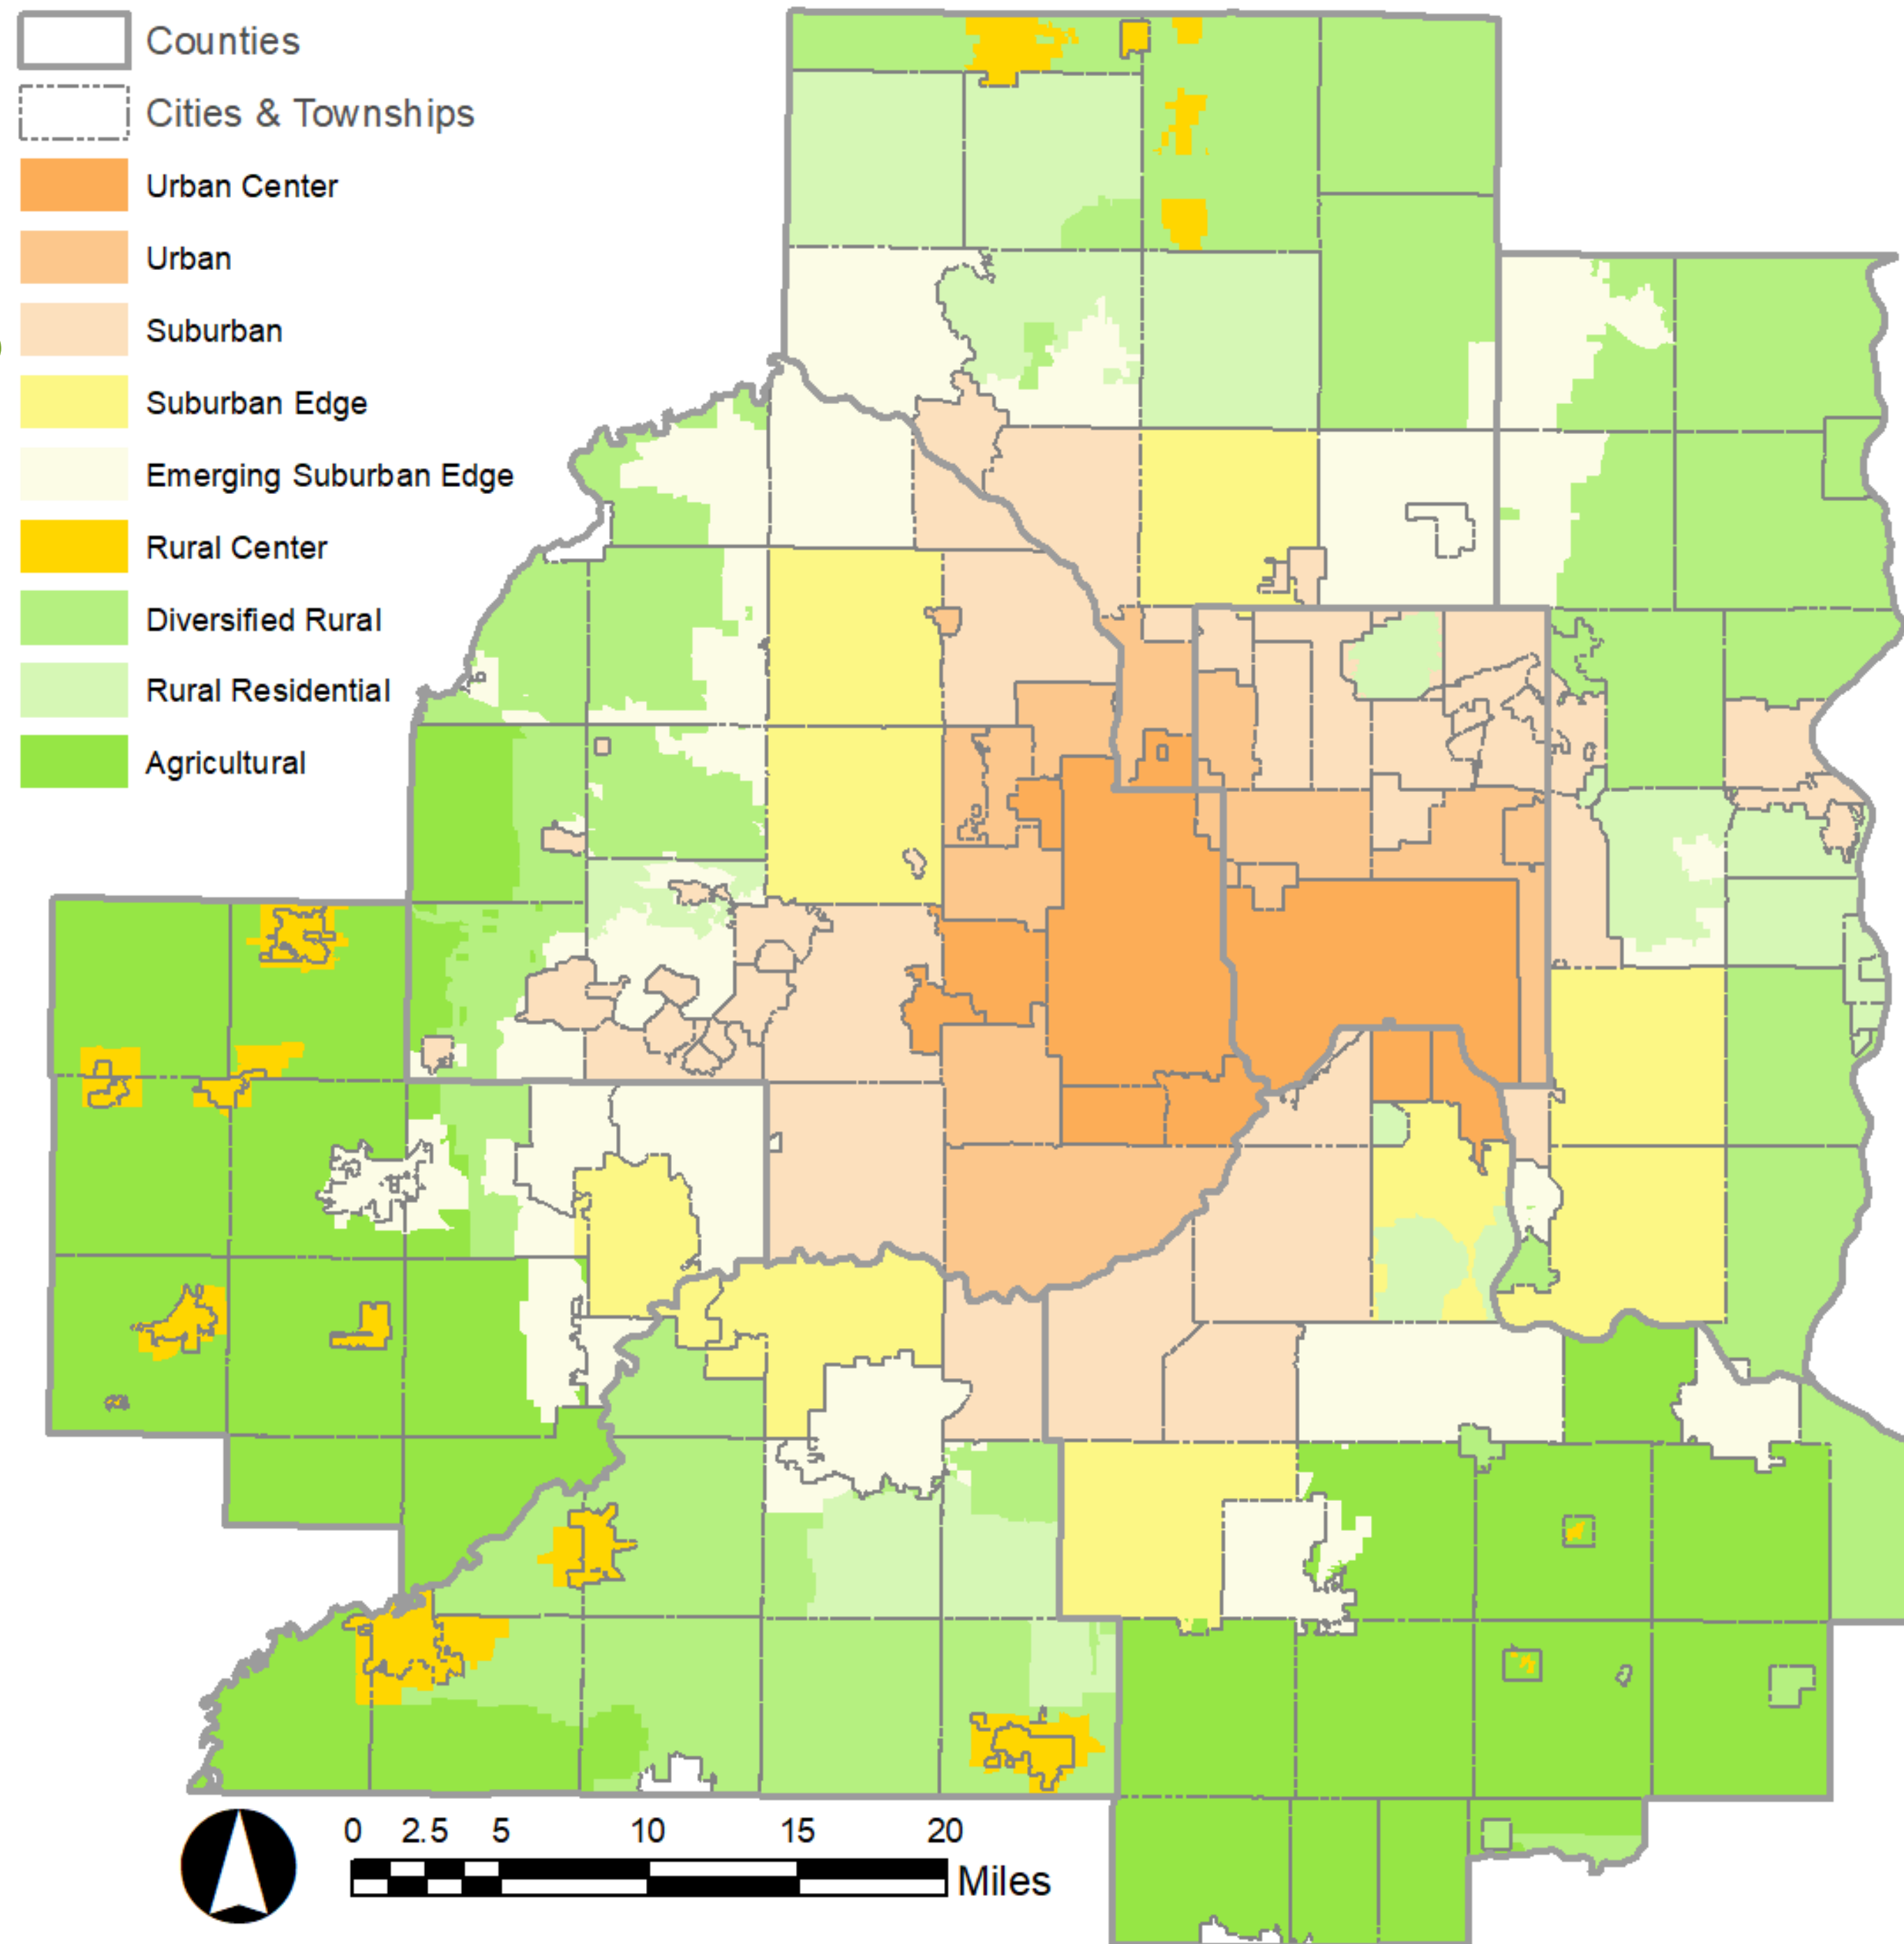 Counties
Cities & Townships
Urban Center
Urban
Suburban
Suburban Edge
Emerging Suburban Edge
Rural Center
Diversified Rural
Rural Residential
Agricultural
0 2.5 5 10 15 20
Miles